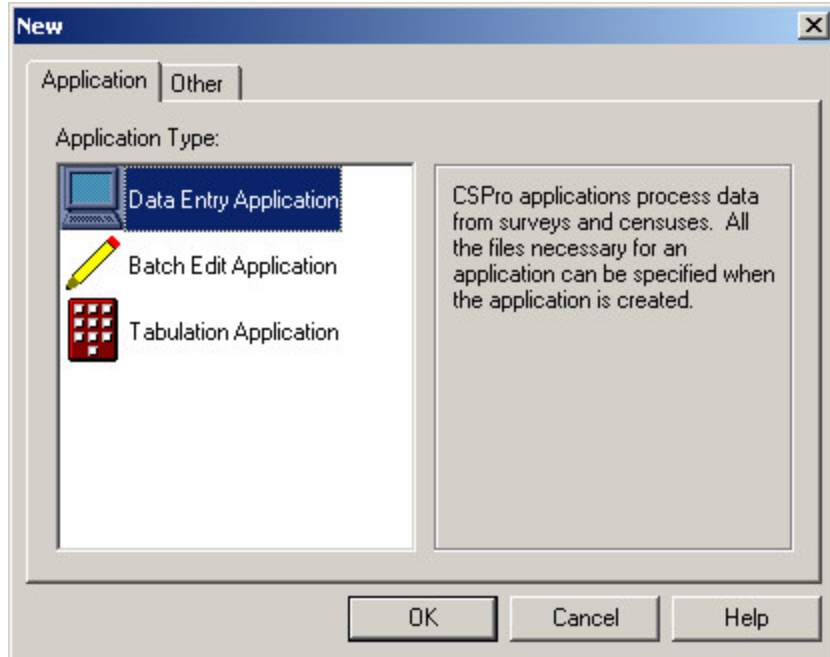 New
Application
Other
Application Type:
Data Entry Application
Batch Edit Application
Tabulation Application
CSPro applications process data
from surveys and censuses.  All
the files necessary for an
application can be specified when
the application is created.
OK
Cancel
Help